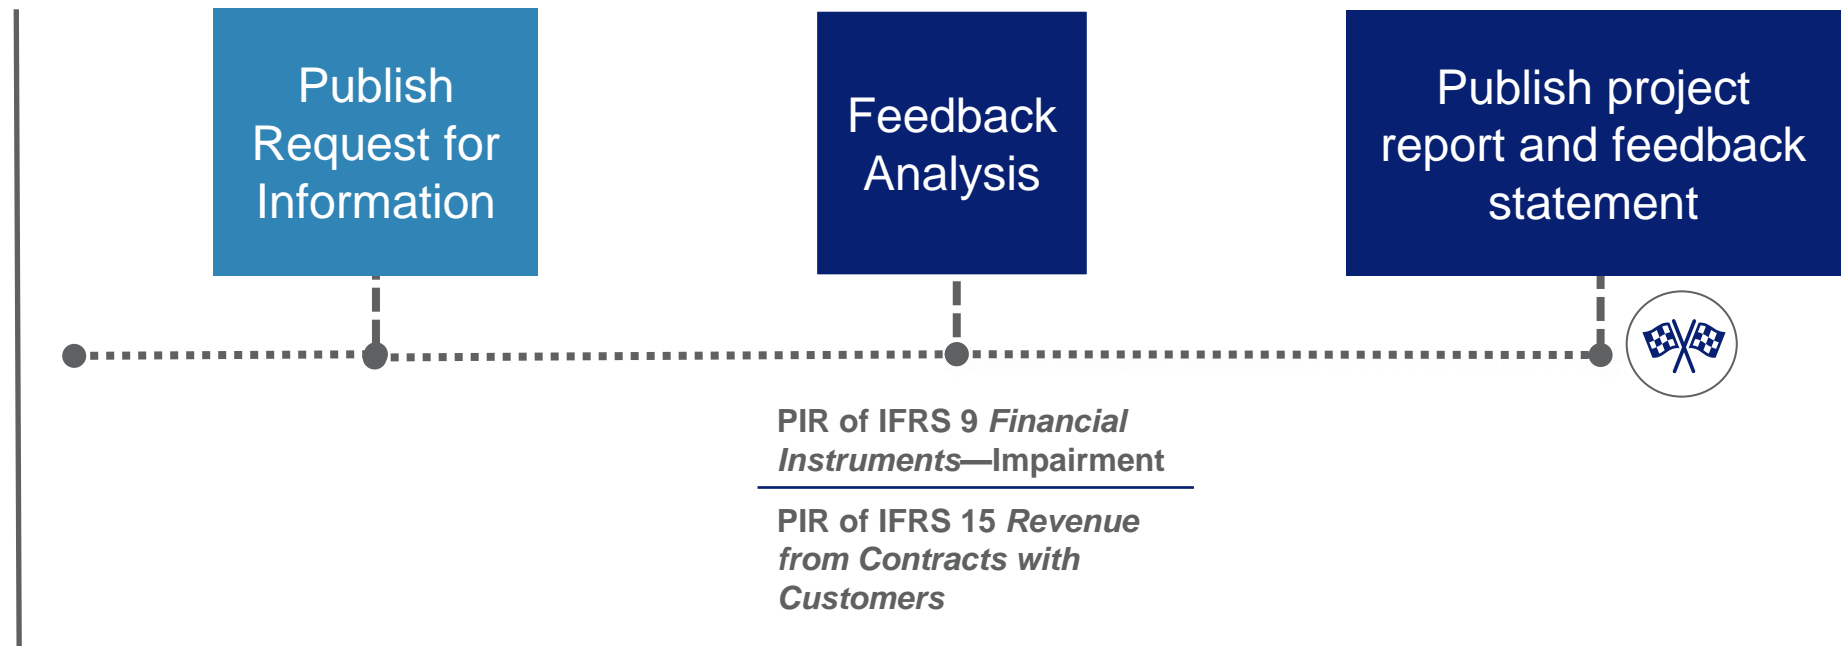 Publish
Request for
Information
Feedback
Analysis
Publish project
report and feedback
statement
PIR of IFRS 9 Financial
Instruments—Impairment
PIR of IFRS 15 Revenue
from Contracts with
Customers